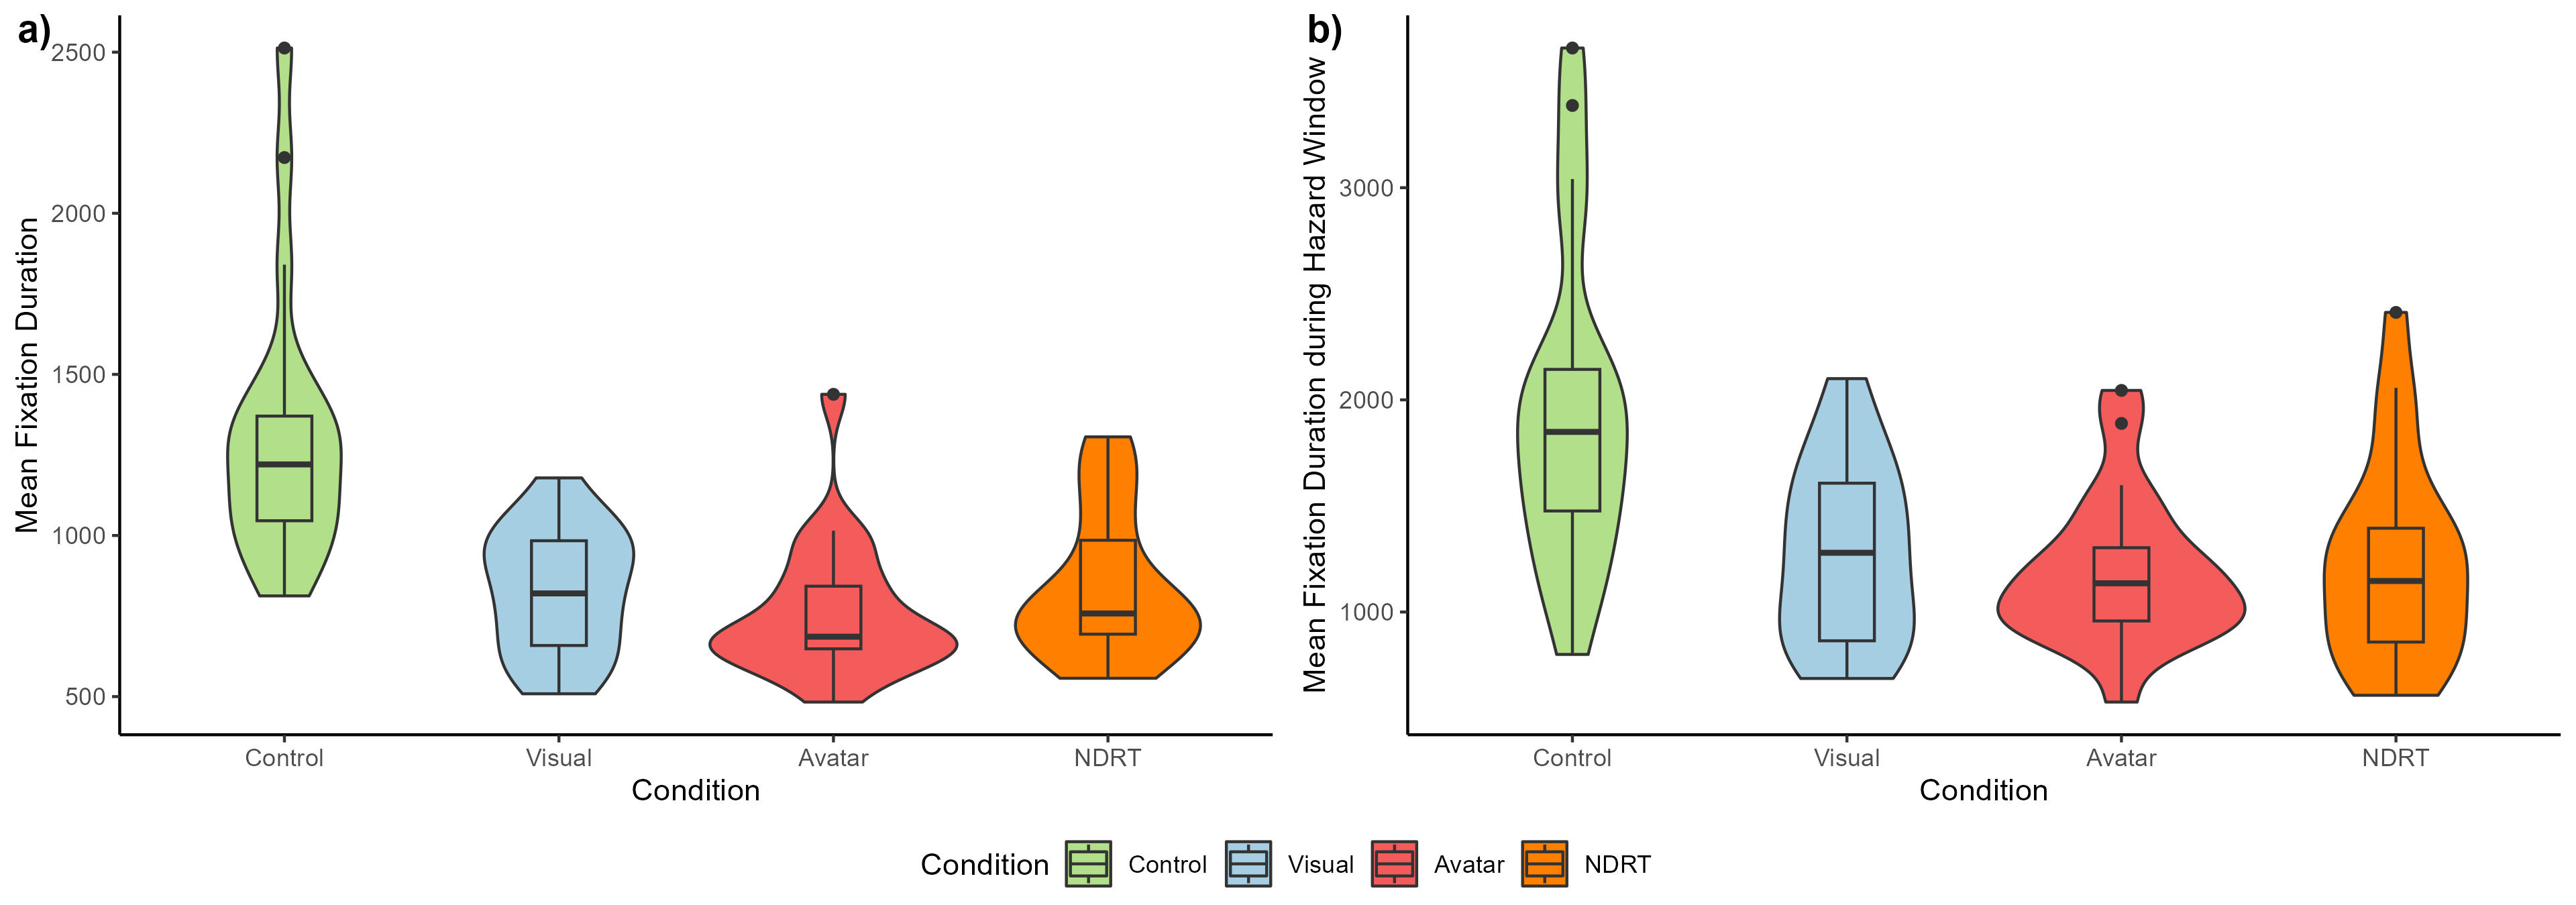 a)
Mean Fixation Duration
2500
2000
1500
1000
500
Control Visual Avatar NDRT
Condition
b)
Mean Fixation Duration during Hazard Window
3000
2000
1000
Control Visual Avatar NDRT
Condition
Condition Control Visual Avatar NDRT